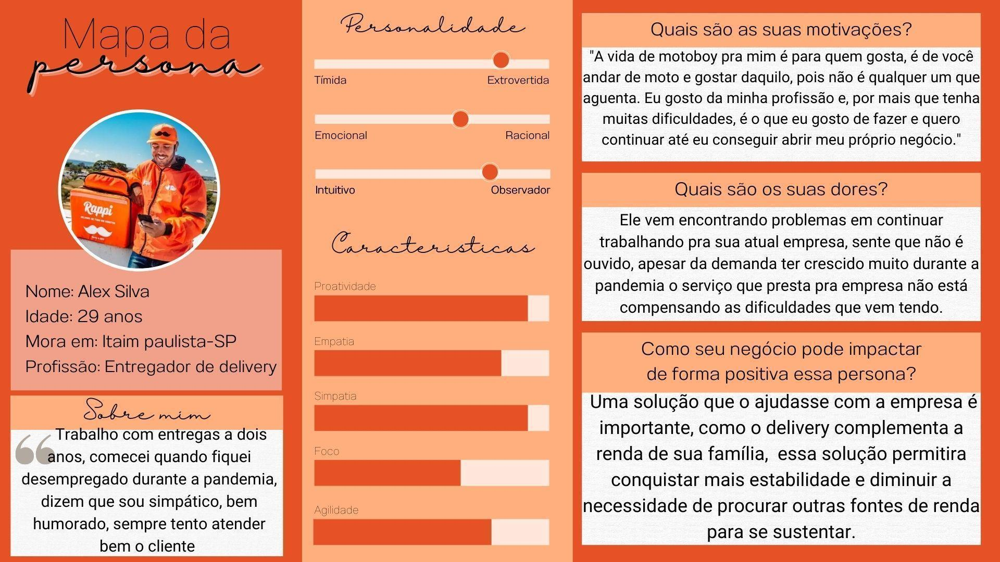 Mapa da
persona
Rappi
Nome: Alex Silva
Idade: 29 anos
Mora em: Itaim paulista-SP
Profissão: Entregador de delivery
Sobre mim
Trabalho com entregas a dois
anos, comecei quando fiquei
desempregado durante a pandemia,
dizem que sou simpático, bem
humorado, sempre tento atender
bem o cliente
Personalidade
Tímida Extrovertida
Emocional Racional
Intuitivo Observador
Caracteristicas
Proatividade
Empatia
Simpatia
Foco
Agilidade
Quais são as suas motivações?
"A vida de motoboy pra mim é para quem gosta, é de você
andar de moto e gostar daquilo, pois não é qualquer um que
aguenta. Eu gosto da minha profissão e, por mais que tenha
muitas dificuldades, é o que eu gosto de fazer e quero
continuar até eu conseguir abrir meu próprio negócio."
Quais são os suas dores?
Ele vem encontrando problemas em continuar
trabalhando pra sua atual empresa, sente que não é
ouvido, apesar da demanda ter crescido muito durante a
pandemia o serviço que presta pra empresa não está
compensando as dificuldades que vem tendo.
Como seu negócio pode impactar
de forma positiva essa persona?
Uma solução que o ajudasse com a empresa é
importante, como o delivery complementa a
renda de sua família, essa solução permitira
conquistar mais estabilidade e diminuir a
necessidade de procurar outras fontes de renda
para se sustentar.